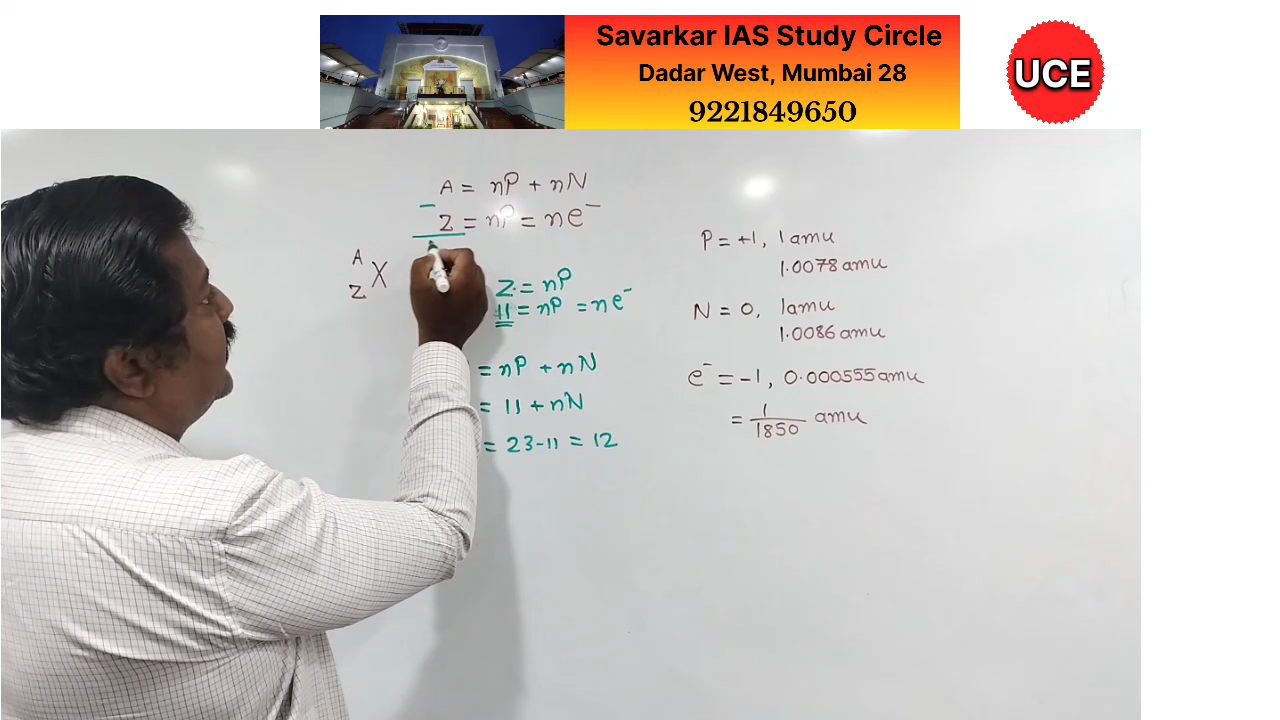 Savarkar IAS Study Circle
Dadar West, Mumbai 28
9221849650
UCE
A = nP + nN
− Z = nP = ne⁻
A
Z X
Z = nP
11 = nP = ne⁻
= nP + nN
= 11 + nN
= 23-11 = 12
P = +1, 1 amu
1.0078 amu
N = 0, 1amu
1.0086 amu
e⁻ = -1, 0.000555amu
= 1/1850 amu